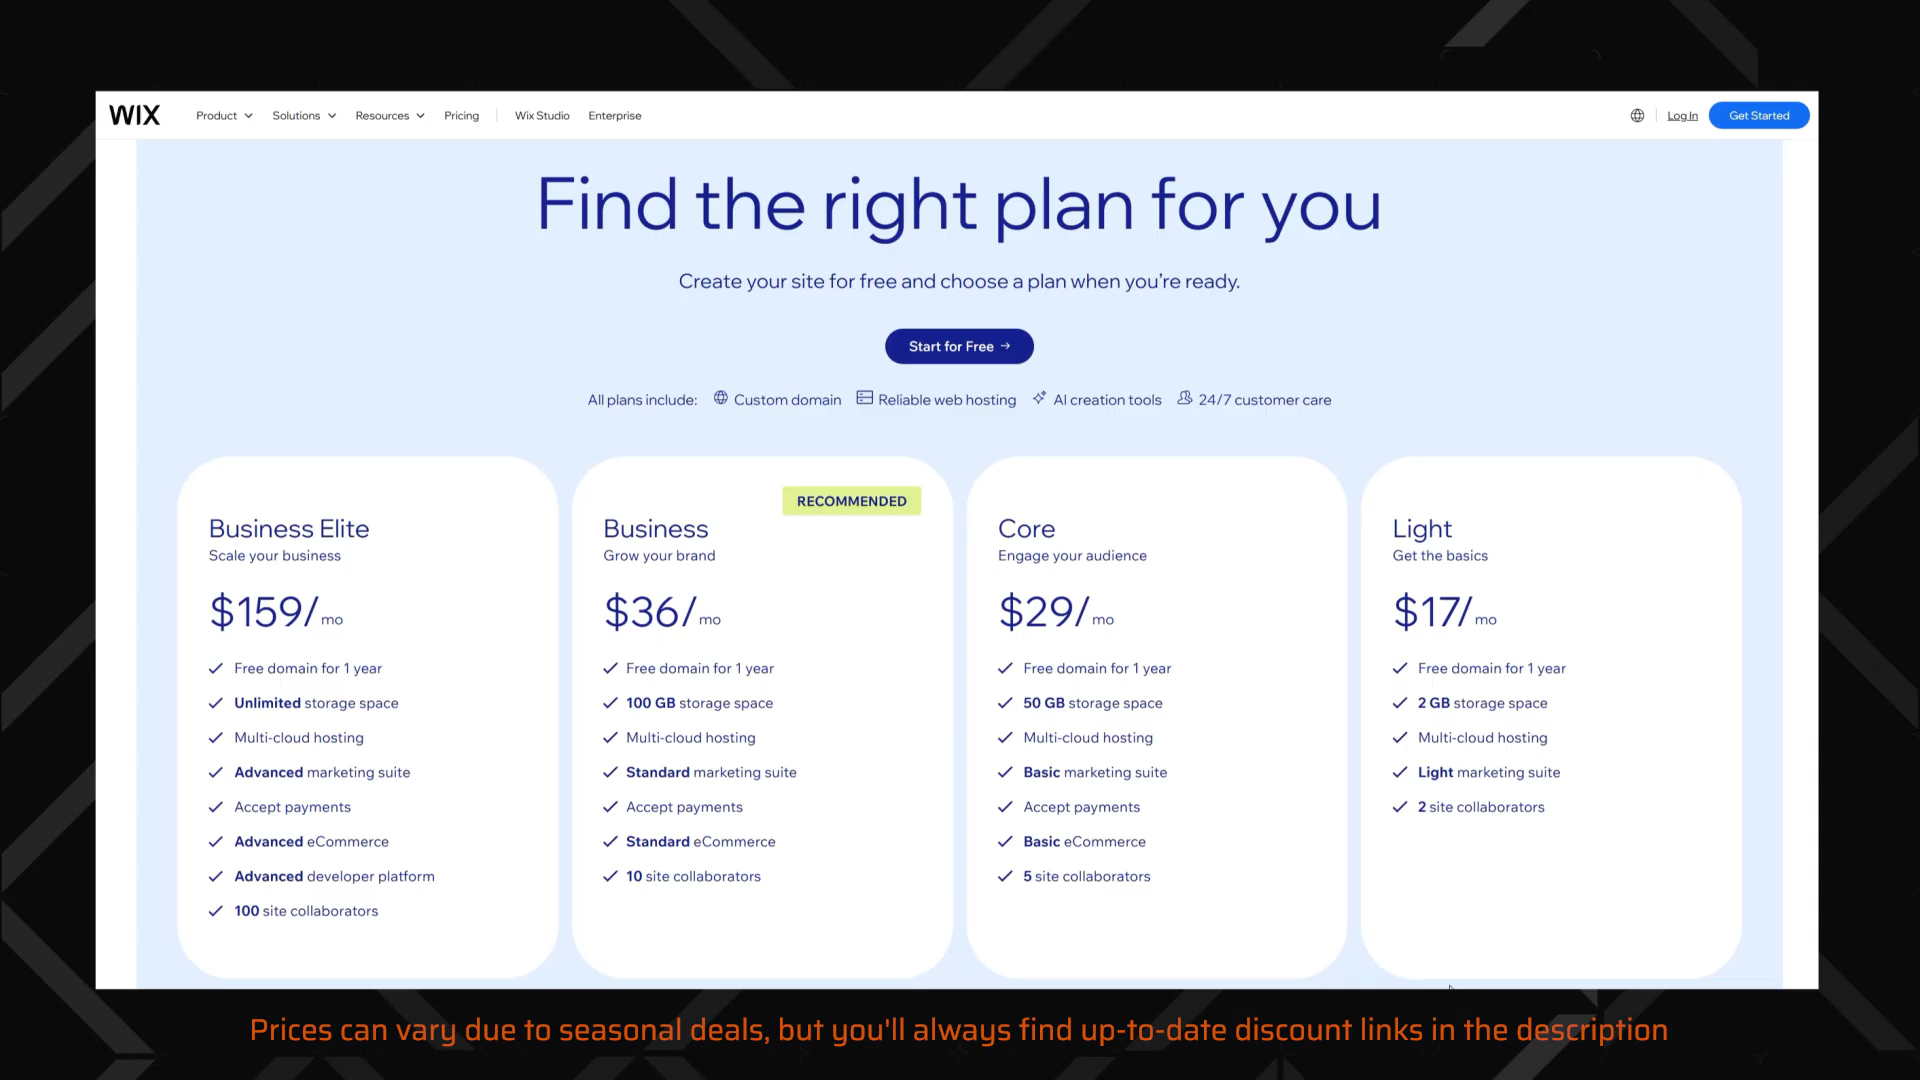 WIX
Product
Solutions
Resources
Pricing
Wix Studio
Enterprise
Log In
Get Started
Find the right plan for you
Create your site for free and choose a plan when you're ready.
Start for Free →
All plans include: Custom domain Reliable web hosting AI creation tools 24/7 customer care
Business Elite
Scale your business
$159/mo
Free domain for 1 year
Unlimited storage space
Multi-cloud hosting
Advanced marketing suite
Accept payments
Advanced eCommerce
Advanced developer platform
100 site collaborators
RECOMMENDED
Business
Grow your brand
$36/mo
Free domain for 1 year
100 GB storage space
Multi-cloud hosting
Standard marketing suite
Accept payments
Standard eCommerce
10 site collaborators
Core
Engage your audience
$29/mo
Free domain for 1 year
50 GB storage space
Multi-cloud hosting
Basic marketing suite
Accept payments
Basic eCommerce
5 site collaborators
Light
Get the basics
$17/mo
Free domain for 1 year
2 GB storage space
Multi-cloud hosting
Light marketing suite
2 site collaborators
Prices can vary due to seasonal deals, but you'll always find up-to-date discount links in the description